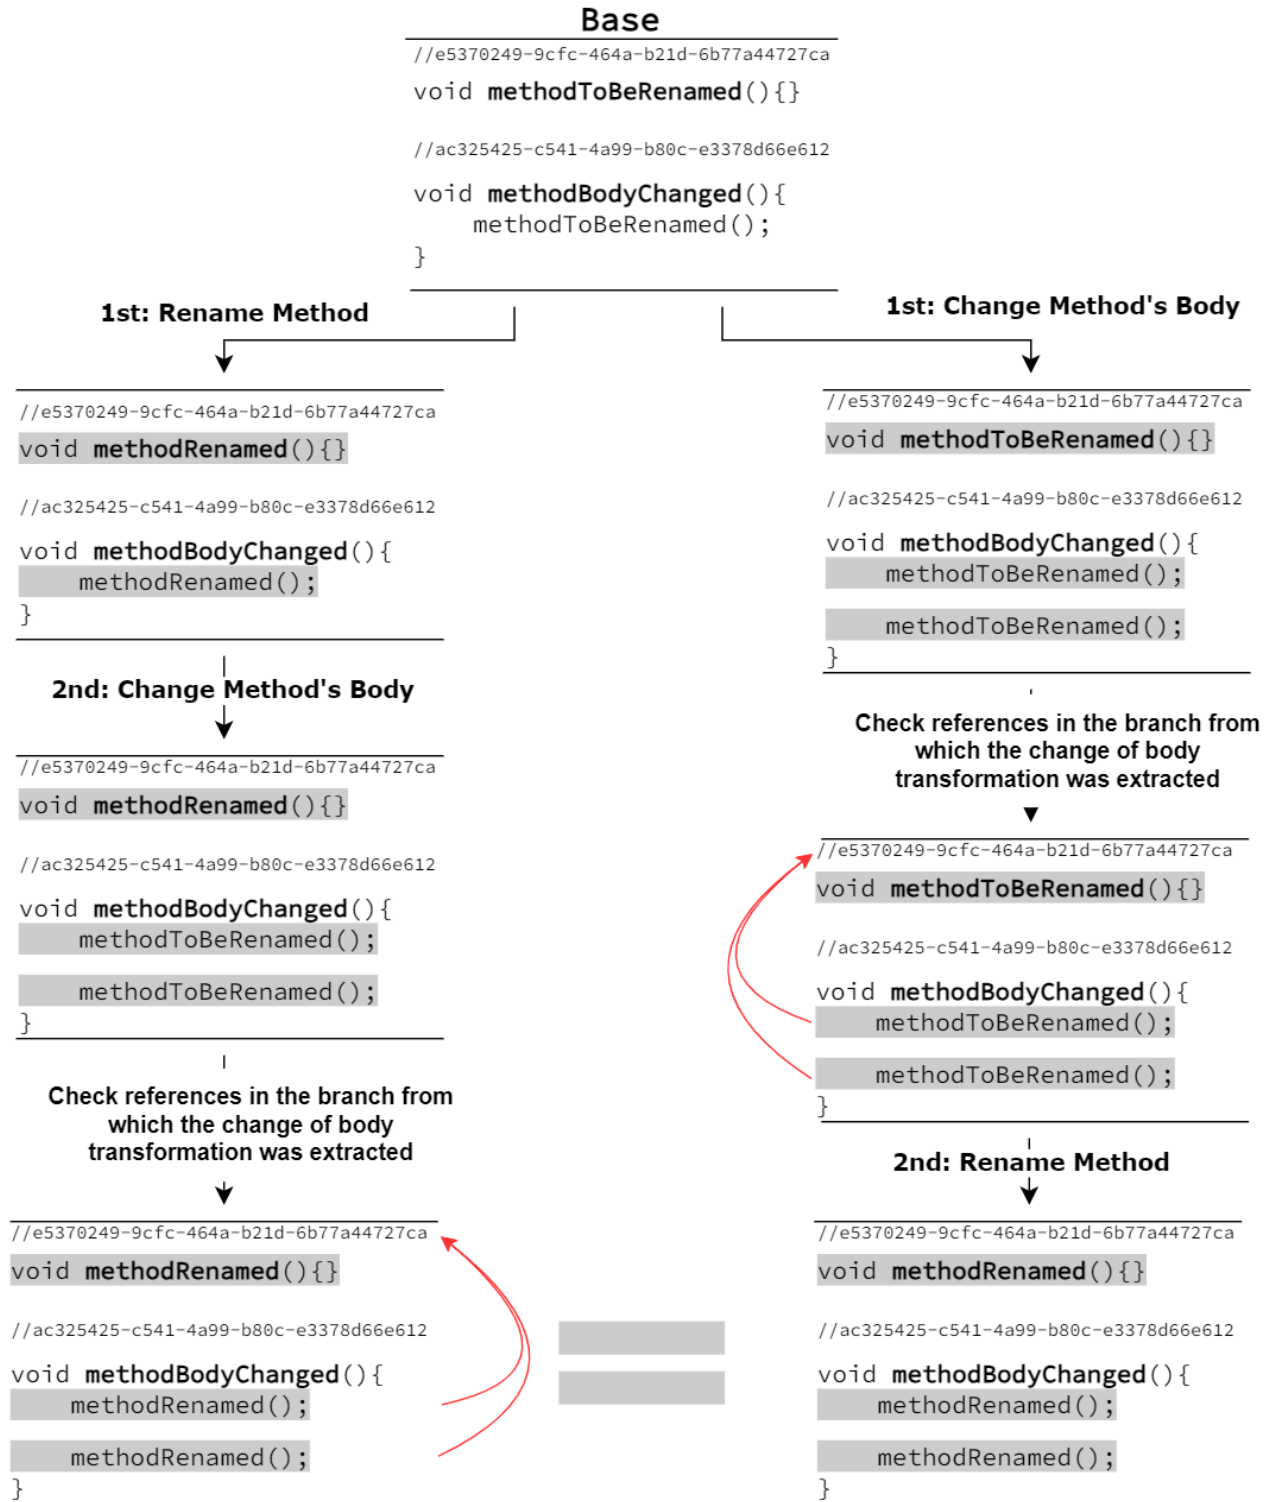 Base
//e5370249-9cfc-464a-b21d-6b77a44727ca
void methodToBeRenamed(){}
//ac325425-c541-4a99-b80c-e3378d66e612
void methodBodyChanged(){
methodToBeRenamed();
}
1st: Rename Method
//e5370249-9cfc-464a-b21d-6b77a44727ca
void methodRenamed(){}
//ac325425-c541-4a99-b80c-e3378d66e612
void methodBodyChanged(){
methodRenamed();
}
2nd: Change Method's Body
//e5370249-9cfc-464a-b21d-6b77a44727ca
void methodRenamed(){}
//ac325425-c541-4a99-b80c-e3378d66e612
void methodBodyChanged(){
methodToBeRenamed();
methodToBeRenamed();
}
Check references in the branch from
which the change of body
transformation was extracted
//e5370249-9cfc-464a-b21d-6b77a44727ca
void methodRenamed(){}
//ac325425-c541-4a99-b80c-e3378d66e612
void methodBodyChanged(){
methodRenamed();
methodRenamed();
}
1st: Change Method's Body
//e5370249-9cfc-464a-b21d-6b77a44727ca
void methodToBeRenamed(){}
//ac325425-c541-4a99-b80c-e3378d66e612
void methodBodyChanged(){
methodToBeRenamed();
methodToBeRenamed();
}
Check references in the branch from
which the change of body
transformation was extracted
//e5370249-9cfc-464a-b21d-6b77a44727ca
void methodToBeRenamed(){}
//ac325425-c541-4a99-b80c-e3378d66e612
void methodBodyChanged(){
methodToBeRenamed();
methodToBeRenamed();
}
2nd: Rename Method
//e5370249-9cfc-464a-b21d-6b77a44727ca
void methodRenamed(){}
//ac325425-c541-4a99-b80c-e3378d66e612
void methodBodyChanged(){
methodRenamed();
methodRenamed();
}